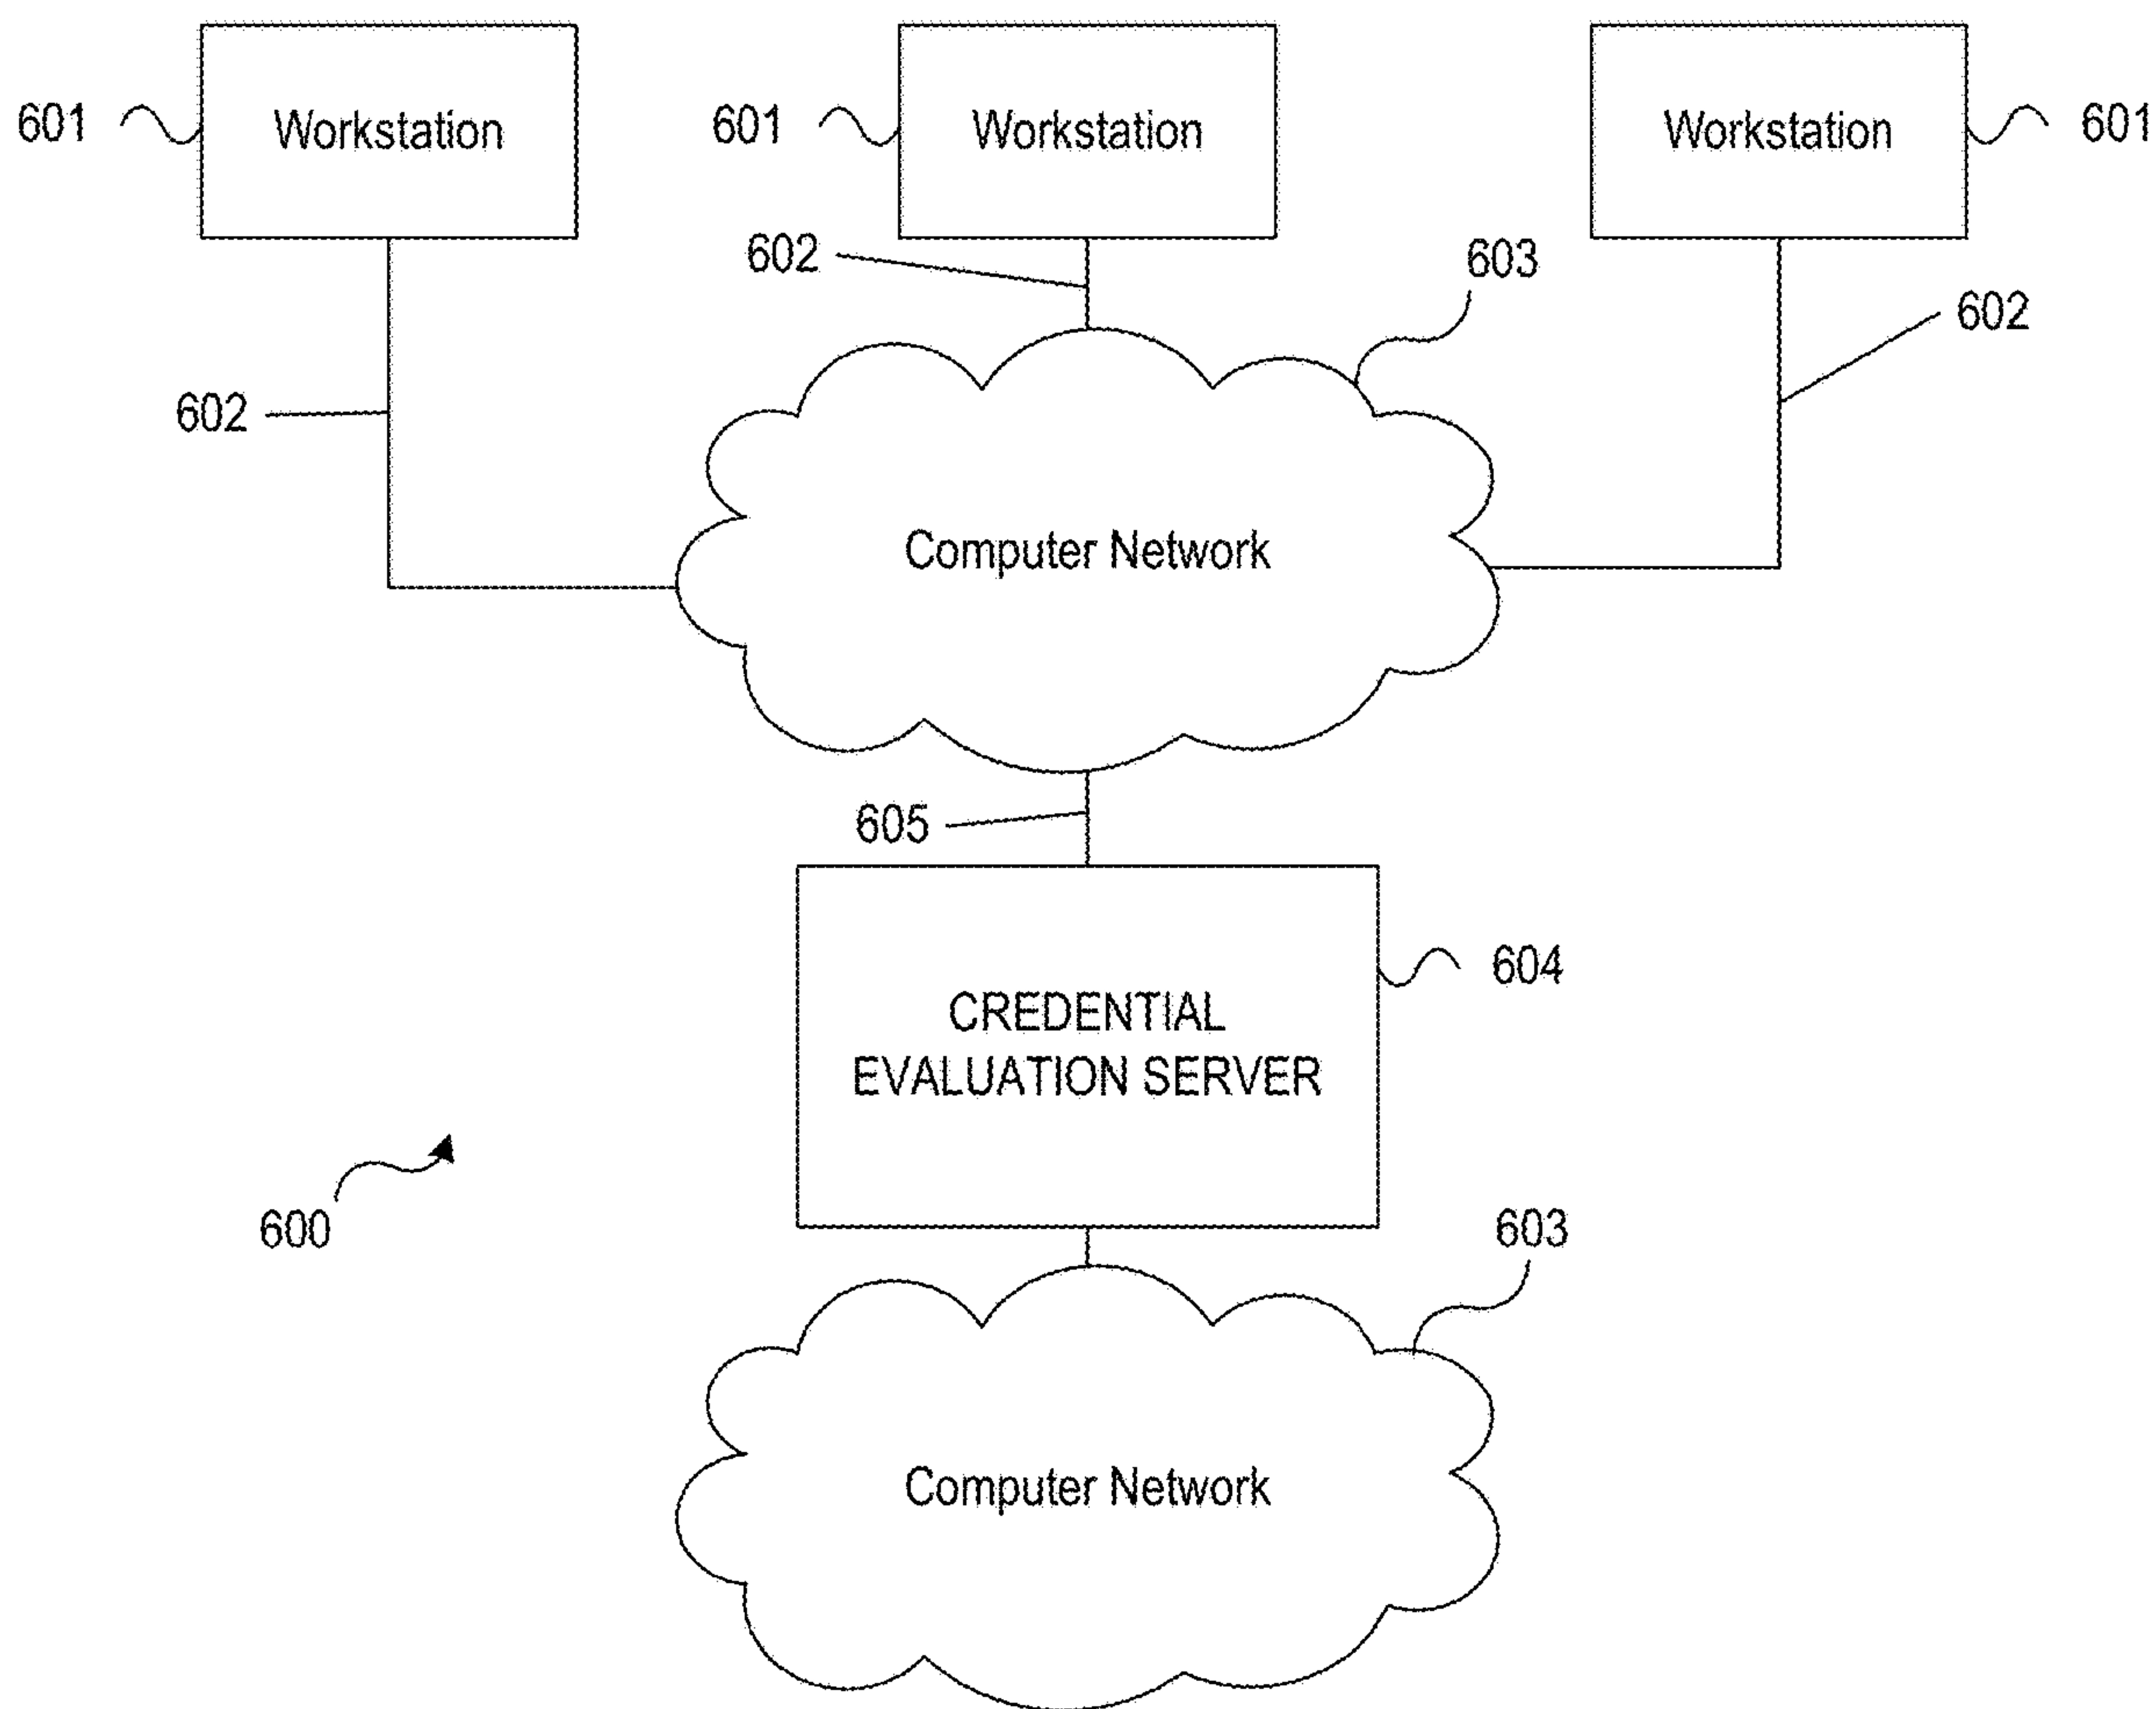 601
Workstation
601
Workstation
Workstation
601
602
603
602
602
Computer Network
605
604
CREDENTIAL
EVALUATION SERVER
600
603
Computer Network